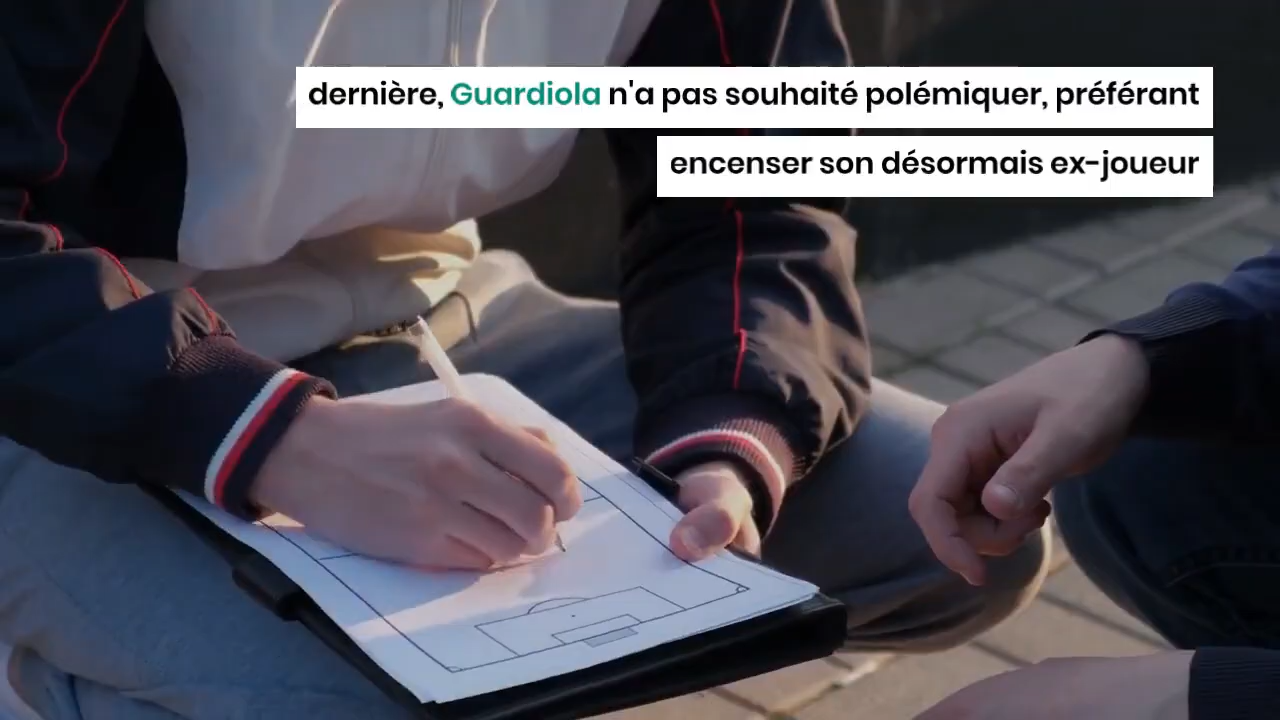 dernière, Guardiola n'a pas souhaité polémiquer, préférant
encenser son désormais ex-joueur